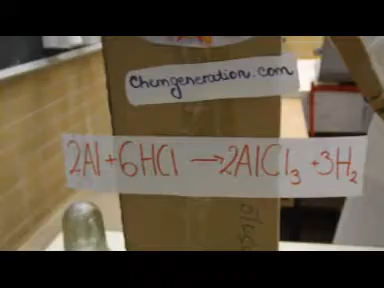 Chemgeneration.com
2Al+6HCl → 2AlCl₃ + 3H₂